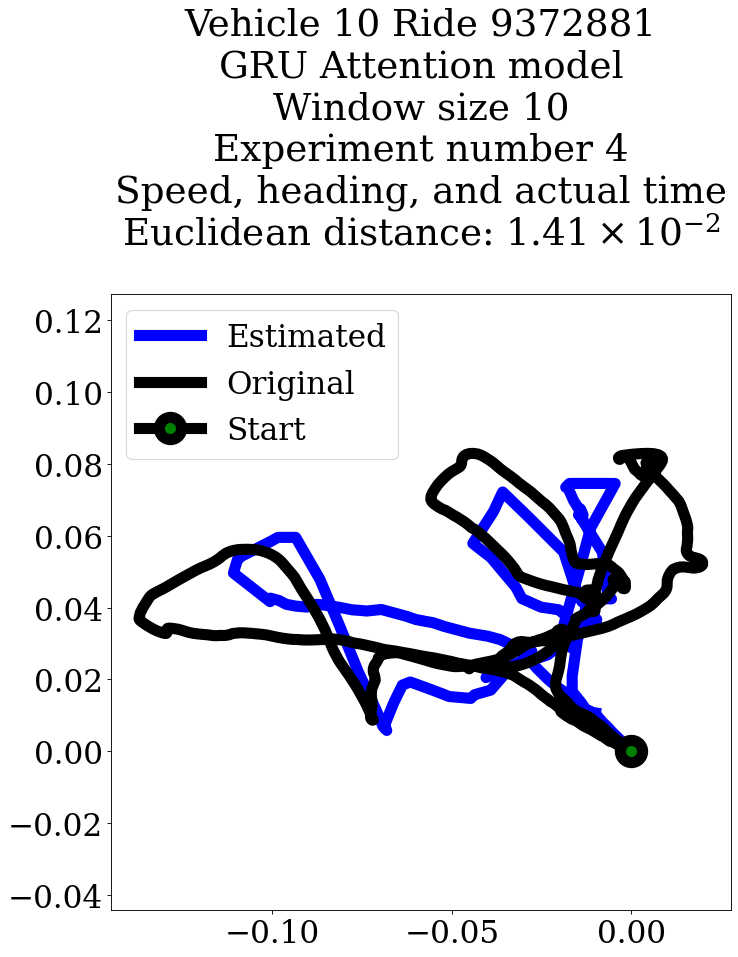 Vehicle 10 Ride 9372881
GRU Attention model
Window size 10
Experiment number 4
Speed, heading, and actual time
Euclidean distance: 1.41 × 10⁻²
0.12
Estimated
0.10
Original
Start
0.08
0.06
0.04
0.02
0.00
−0.02
−0.04
−0.10 −0.05 0.00